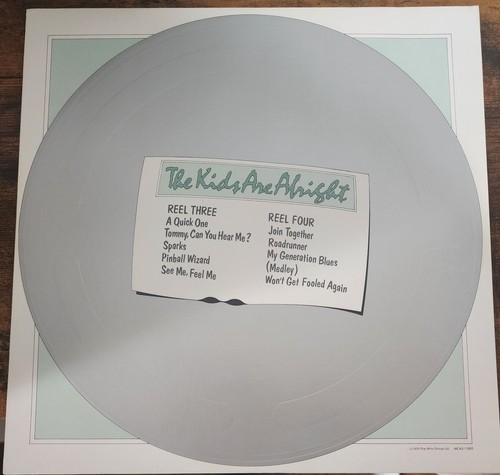 The Kids Are Alright
REEL THREE
A Quick One
Tommy, Can You Hear Me?
Sparks
Pinball Wizard
See Me, Feel Me
REEL FOUR
Join Together
Roadrunner
My Generation Blues
(Medley)
Won't Get Fooled Again